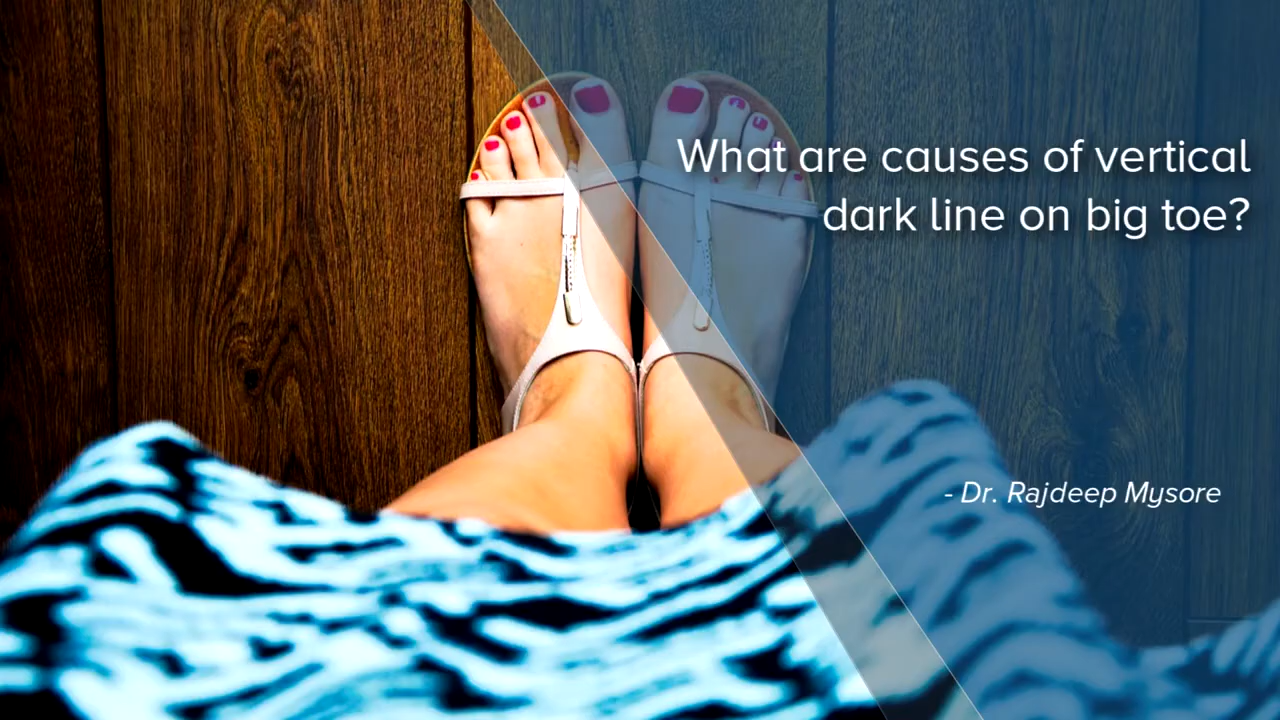 What are causes of vertical
dark line on big toe?
- Dr. Rajdeep Mysore